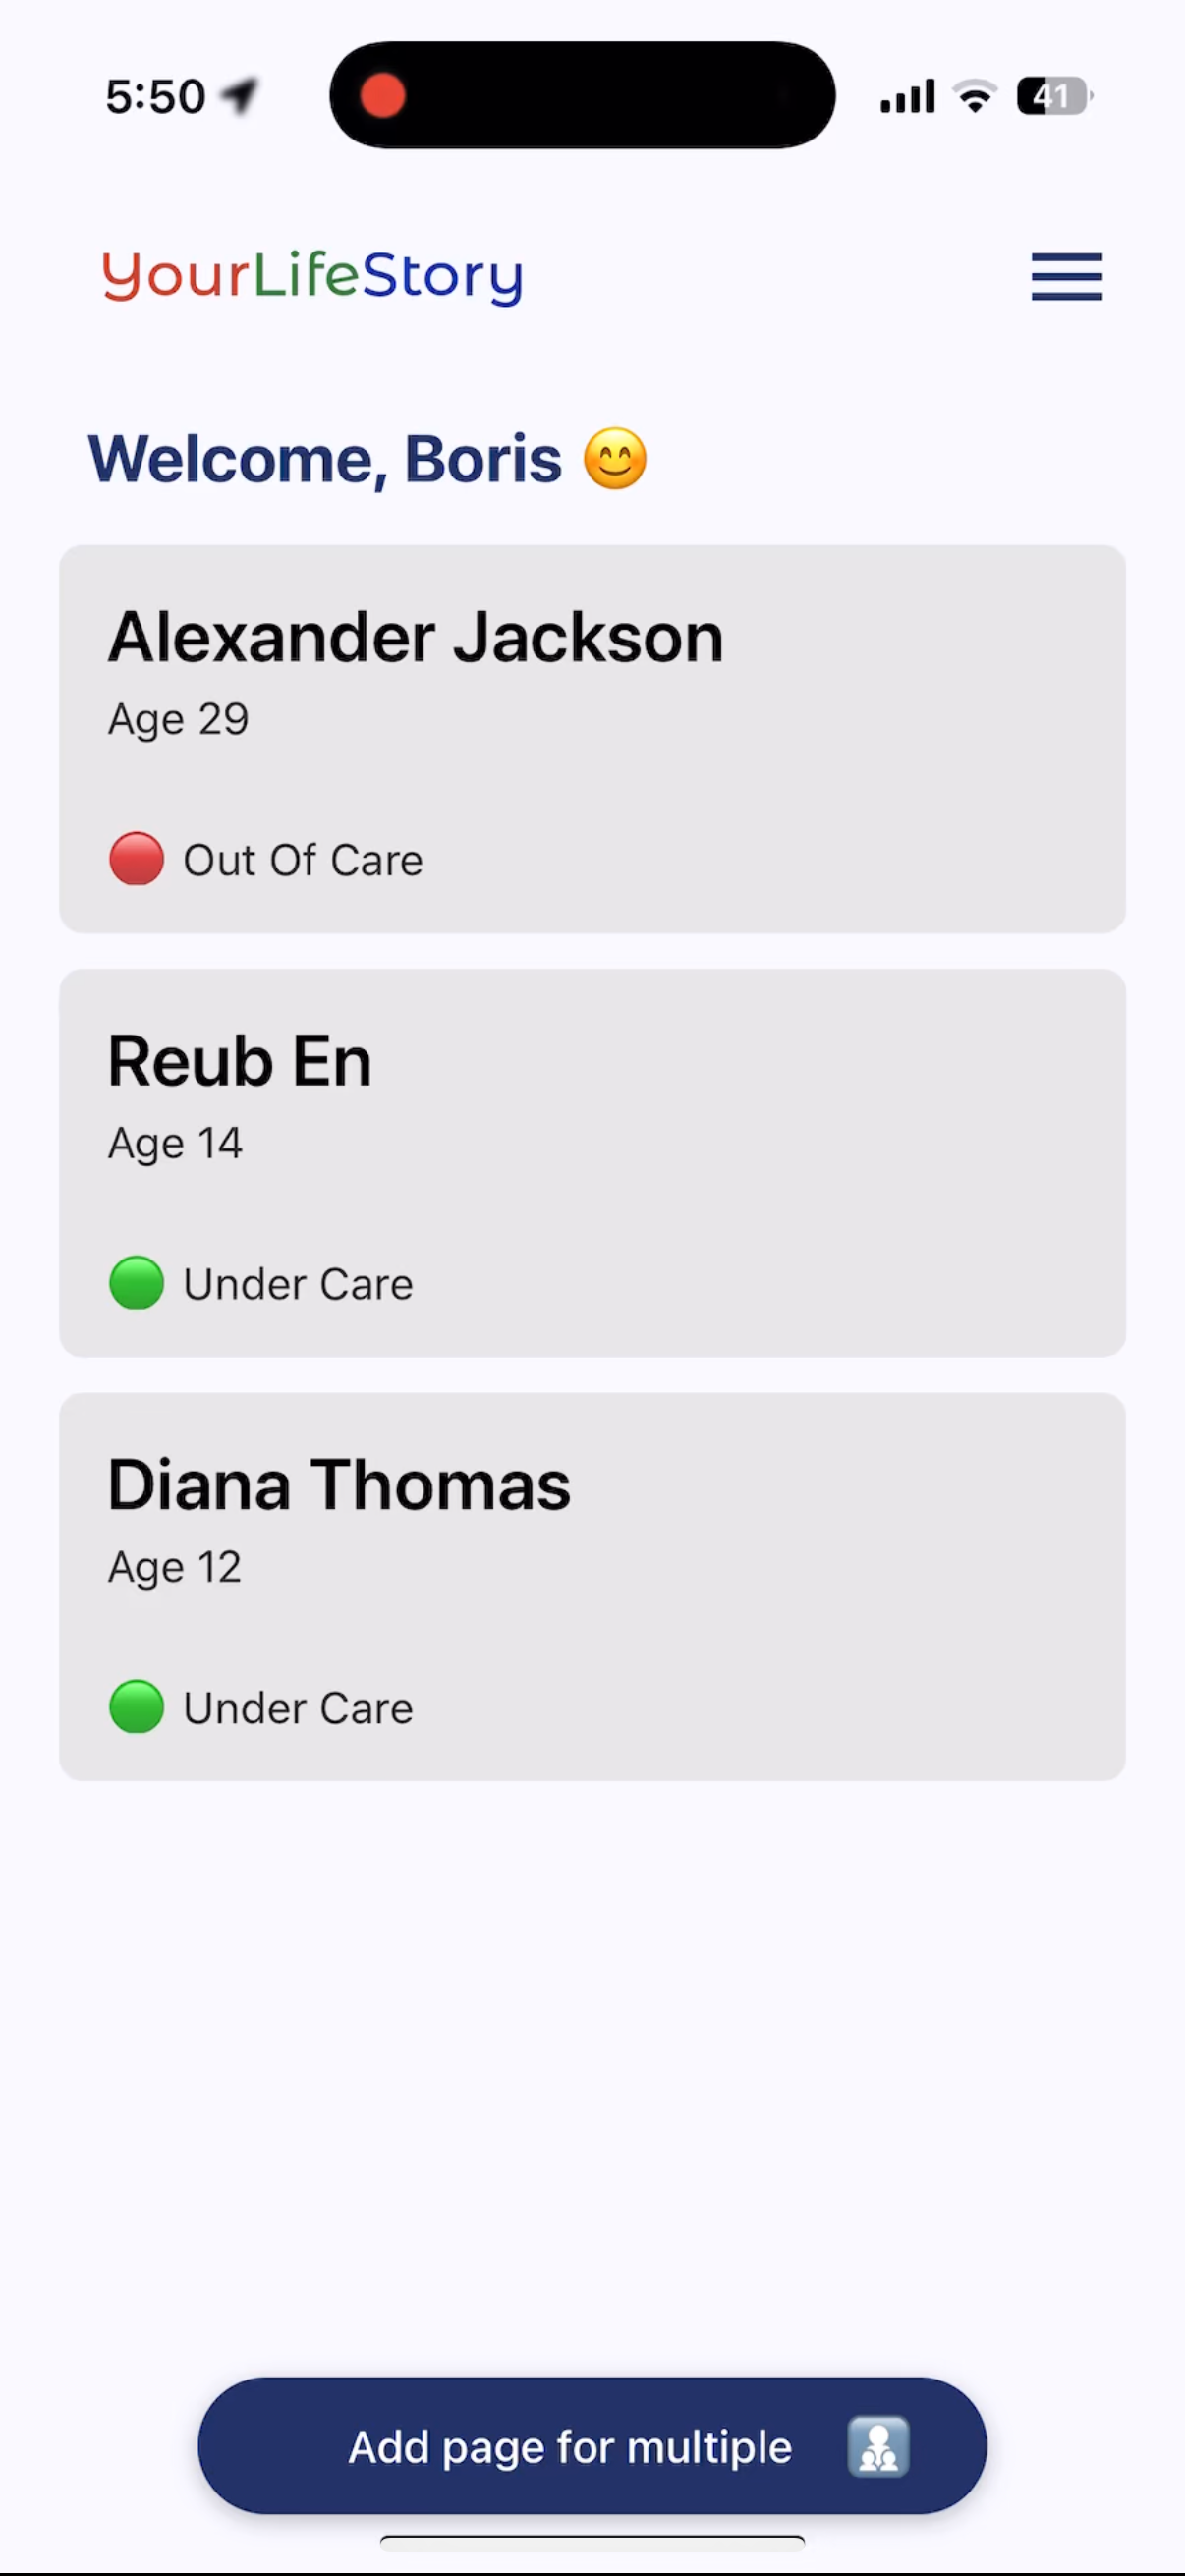 5:50
41
YourLifeStory
Welcome, Boris 😊
Alexander Jackson
Age 29
🔴 Out Of Care
Reub En
Age 14
🟢 Under Care
Diana Thomas
Age 12
🟢 Under Care
Add page for multiple